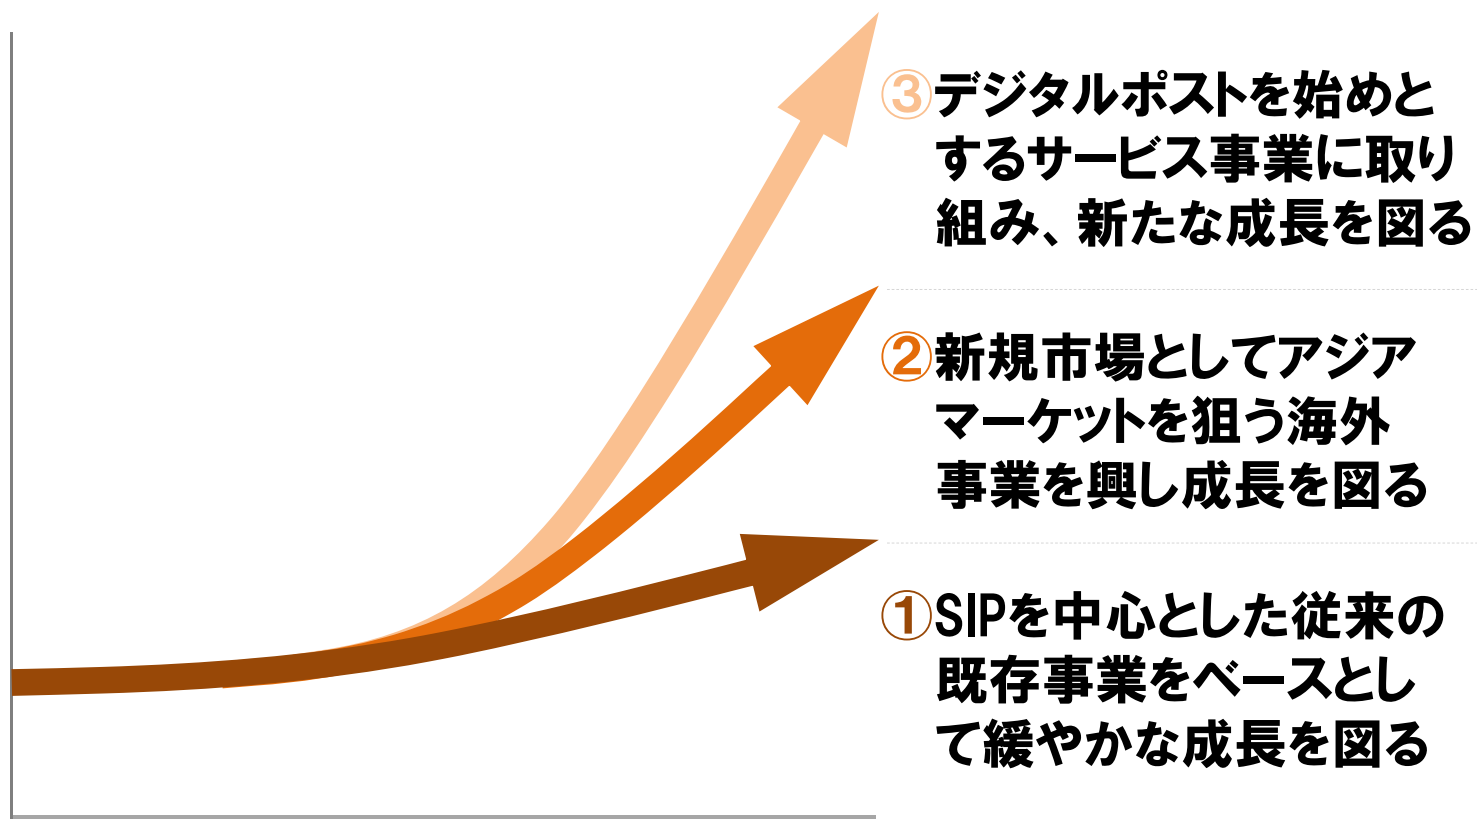 ③デジタルポストを始めと
するサービス事業に取り
組み、新たな成長を図る
②新規市場としてアジア
マーケットを狙う海外
事業を興し成長を図る
①SIPを中心とした従来の
既存事業をベースとし
て緩やかな成長を図る